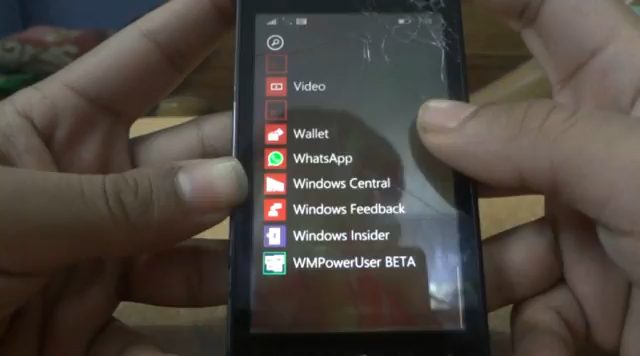 Video
Wallet
WhatsApp
Windows Central
Windows Feedback
Windows Insider
WMPowerUser BETA